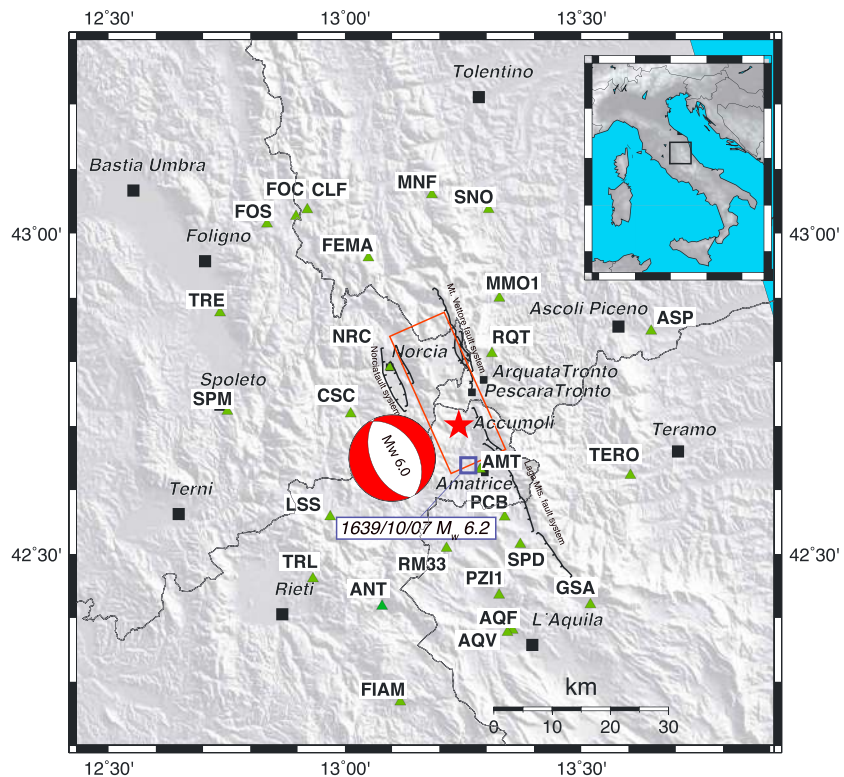 12˚30' 13˚00' 13˚30'
Tolentino
Bastia Umbra
FOC CLF MNF
SNO
FOS
43˚00' Foligno 43˚00'
FEMA
MMO1
TRE
Mt. Vettore fault system
Ascoli Piceno ASP
NRC RQT
Norcia
Norcia fault system
ArquataTronto
Spoleto
PescaraTronto
SPM CSC
Accumoli
Teramo
Mw 6.0
TERO
AMT
Amatrice
Laga Mts. fault system
Terni
LSS PCB
1639/10/07 Mw 6.2
42˚30' 42˚30'
RM33 SPD
TRL
PZI1
Rieti ANT GSA
AQF L'Aquila
AQV
FIAM km
0 10 20 30
12˚30' 13˚00' 13˚30'